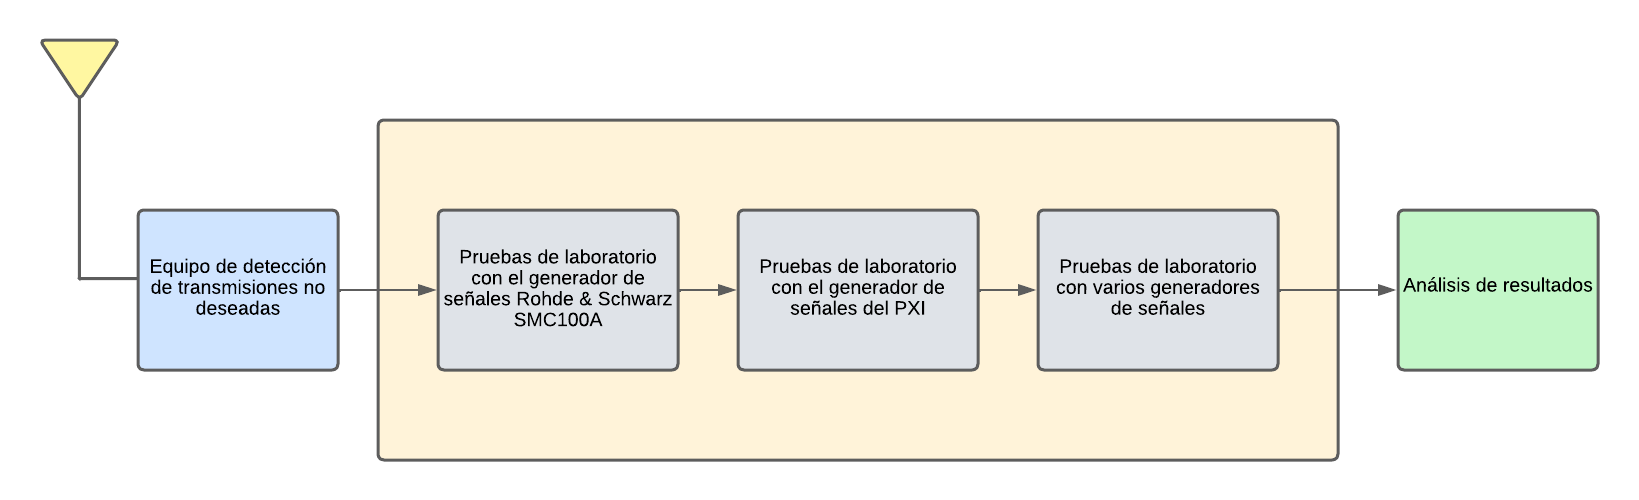 Equipo de detección
de transmisiones no
deseadas
Pruebas de laboratorio
con el generador de
señales Rohde & Schwarz
SMC100A
Pruebas de laboratorio
con el generador de
señales del PXI
Pruebas de laboratorio
con varios generadores
de señales
Análisis de resultados